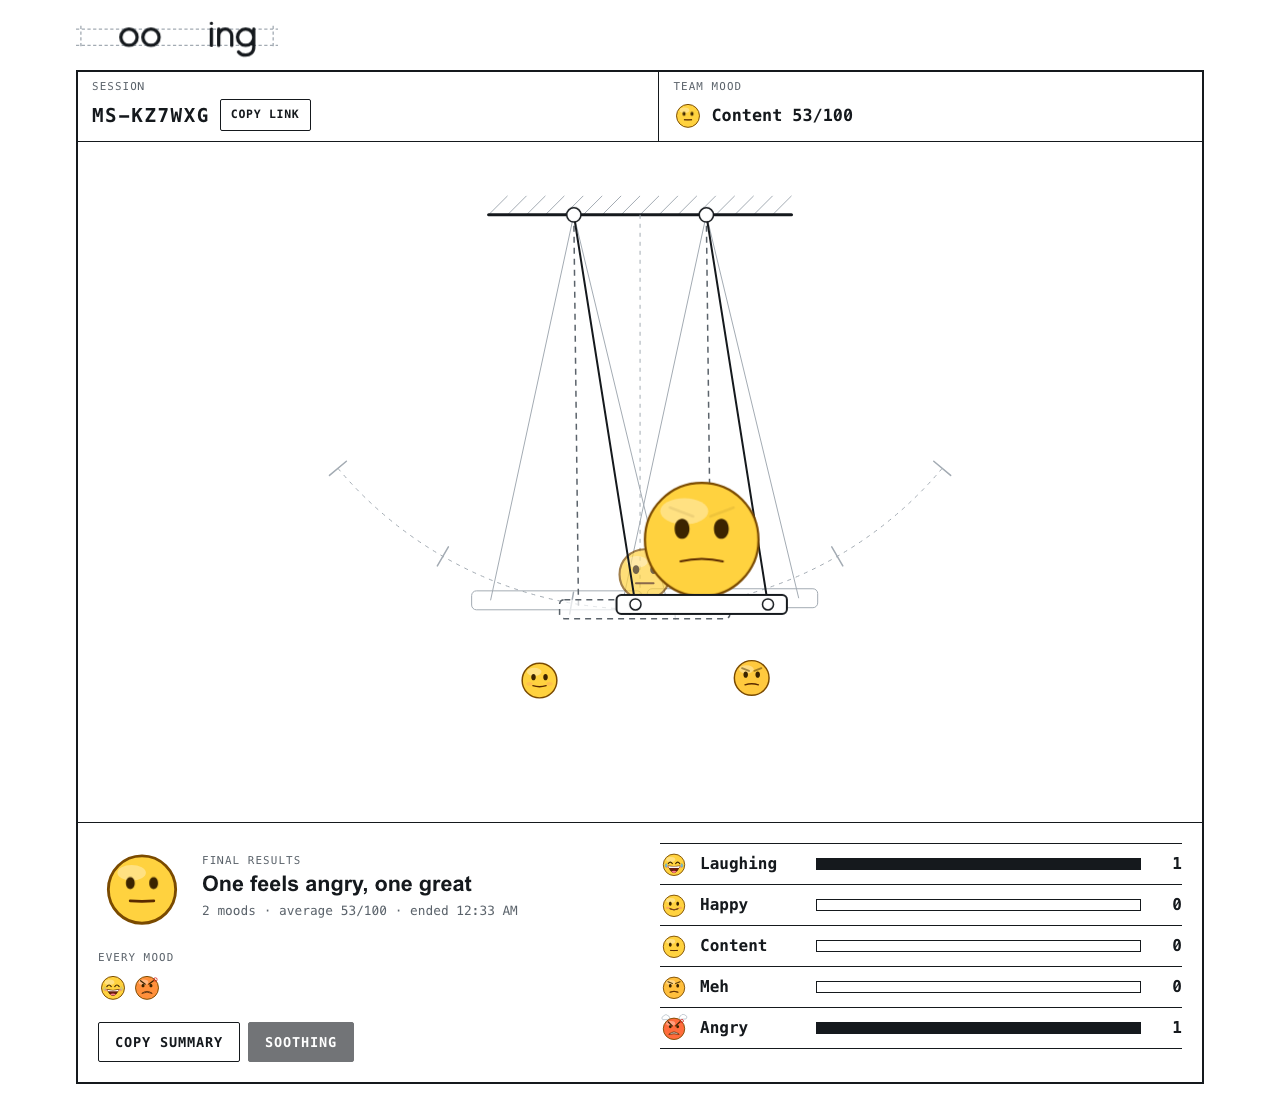 oo ing
SESSION
MS-KZ7WXG COPY LINK
TEAM MOOD
Content 53/100
FINAL RESULTS
One feels angry, one great
2 moods · average 53/100 · ended 12:33 AM
EVERY MOOD
COPY SUMMARY SOOTHING
Laughing 1
Happy 0
Content 0
Meh 0
Angry 1